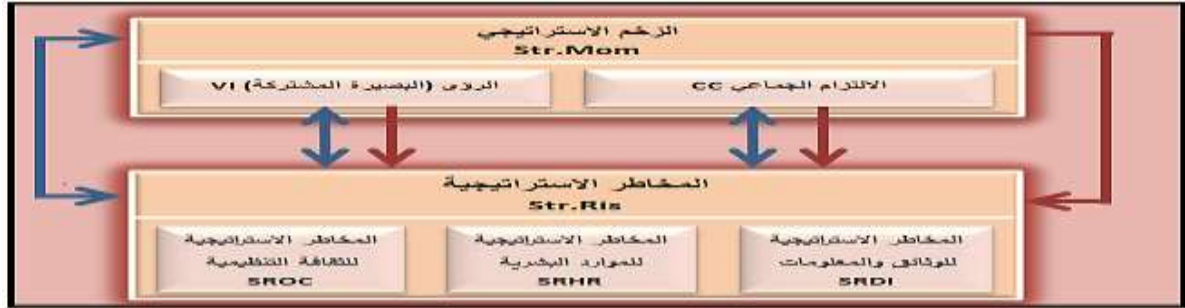 الزخم الاستراتيجي
Str.Mom
الالتزام الجماعي CC
الرؤى (البصيرة المشتركة) VI
المخاطر الاستراتيجية
Str.Ris
المخاطر الاستراتيجية
للوثائق والمعلومات
SRDI
المخاطر الاستراتيجية
للموارد البشرية
SRHR
المخاطر الاستراتيجية
للثقافة التنظيمية
SROC